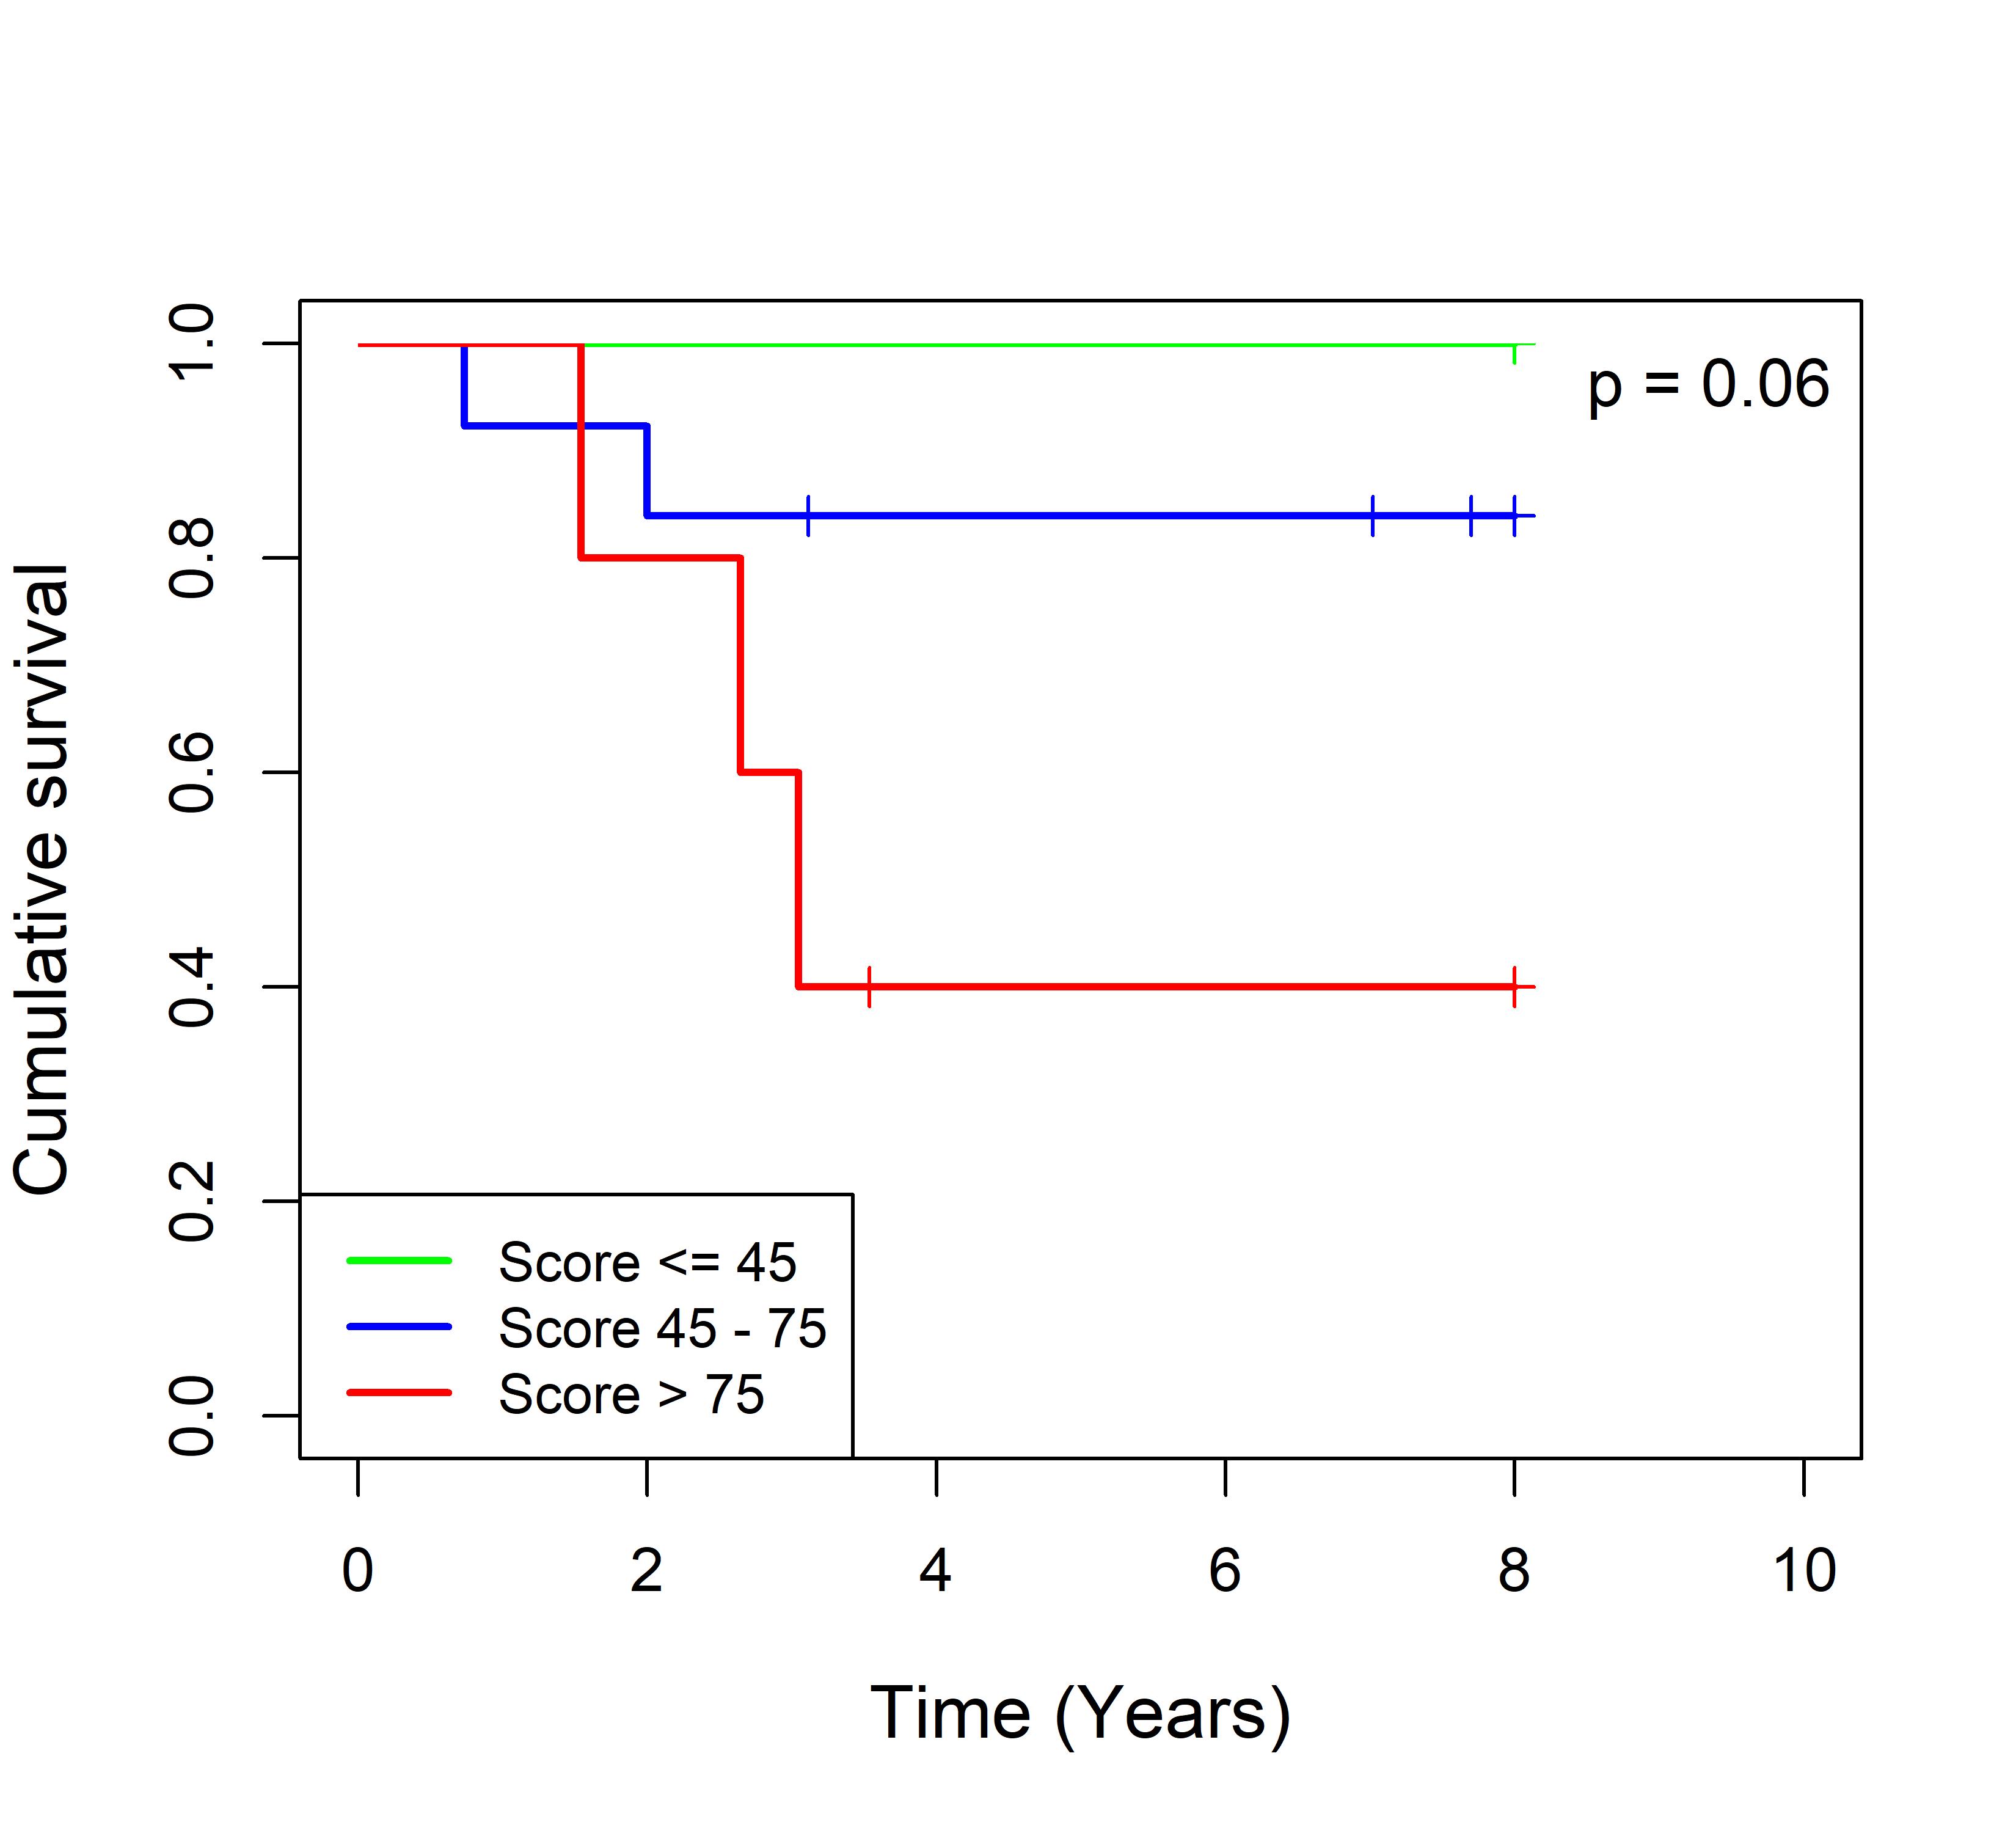 p = 0.06
1.0
0.8
0.6
0.4
0.2
0.0
Cumulative survival
Score <= 45
Score 45 - 75
Score > 75
0 2 4 6 8 10
Time (Years)